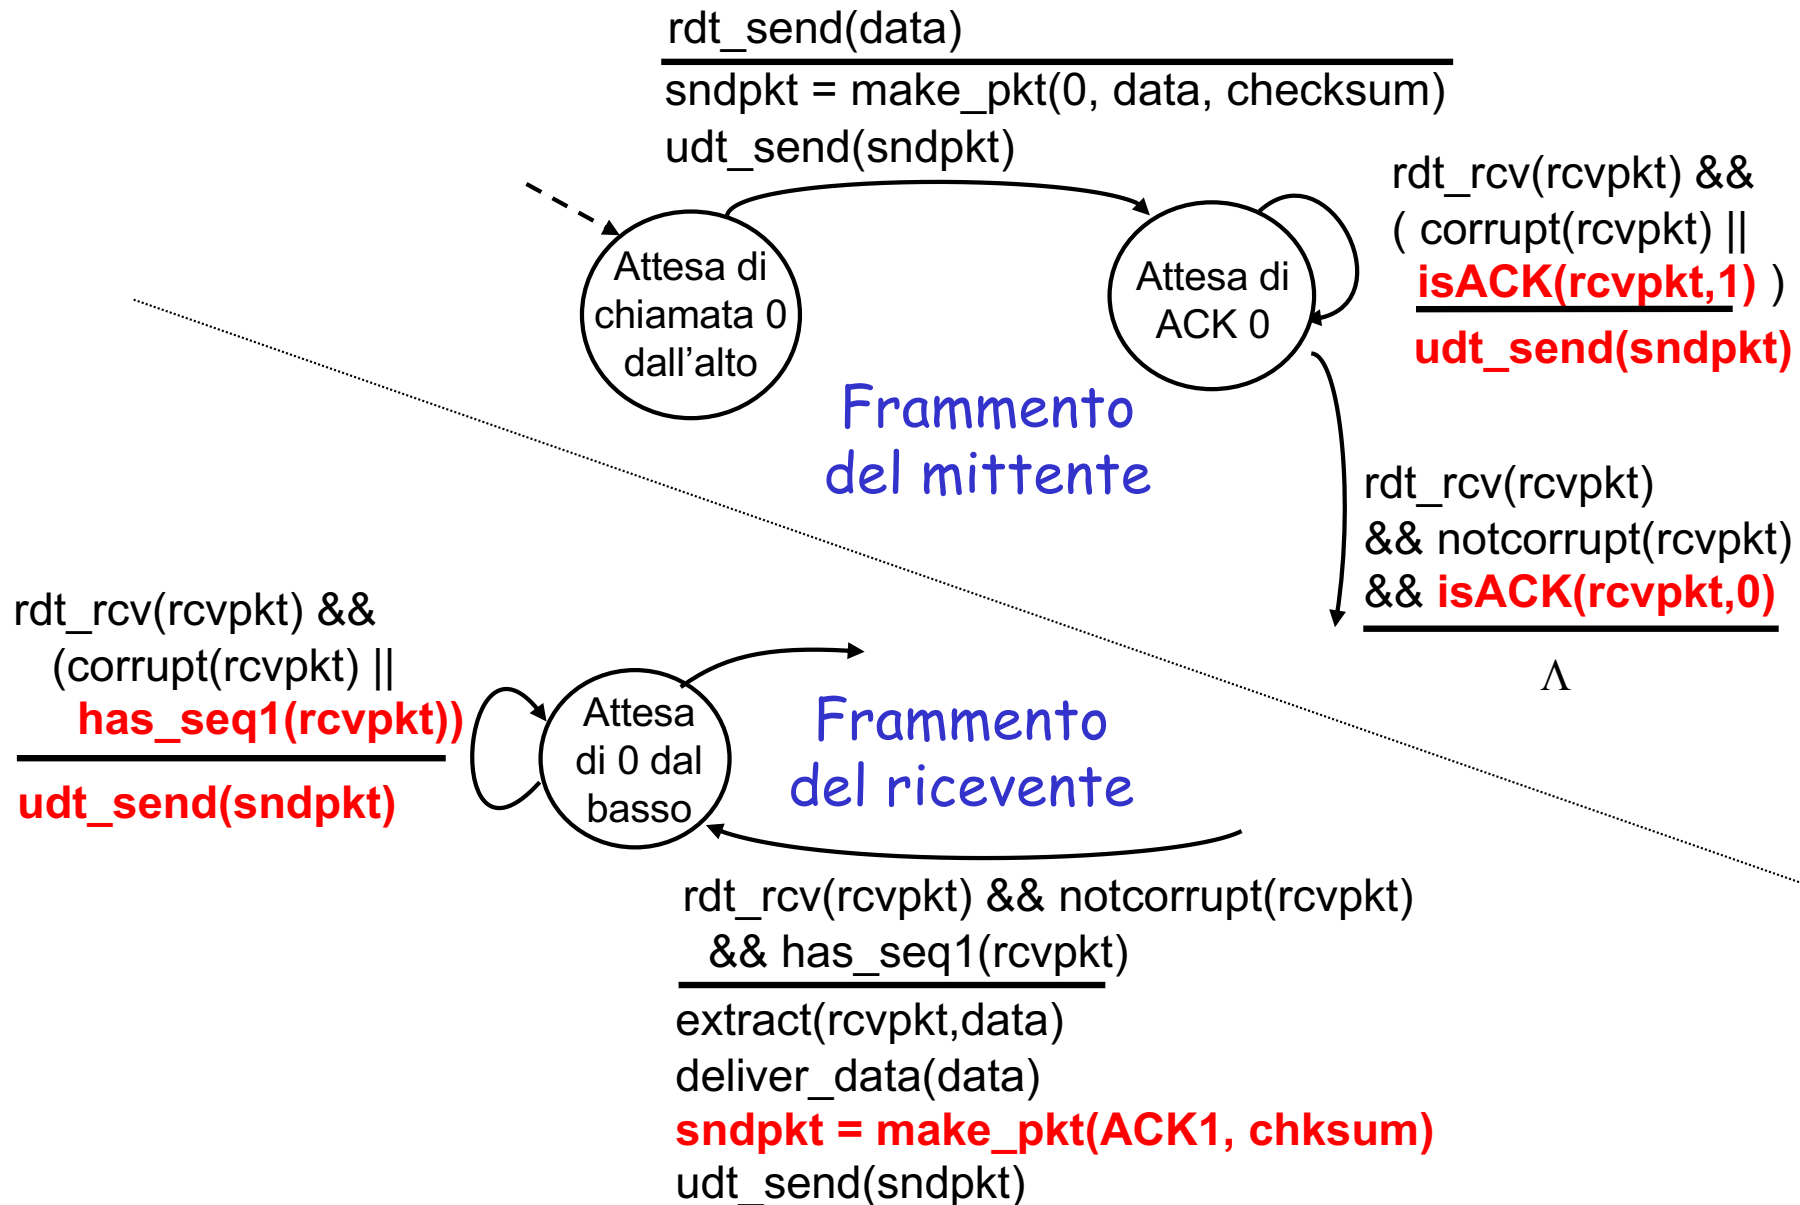 rdt_send(data)
sndpkt = make_pkt(0, data, checksum)
udt_send(sndpkt)
rdt_rcv(rcvpkt) &&
( corrupt(rcvpkt) ||
isACK(rcvpkt,1) )
udt_send(sndpkt)
Attesa di
chiamata 0
dall’alto
Attesa di
ACK 0
Frammento
del mittente
rdt_rcv(rcvpkt)
&& notcorrupt(rcvpkt)
&& isACK(rcvpkt,0)
Λ
rdt_rcv(rcvpkt) &&
(corrupt(rcvpkt) ||
has_seq1(rcvpkt))
udt_send(sndpkt)
Attesa
di 0 dal
basso
Frammento
del ricevente
rdt_rcv(rcvpkt) && notcorrupt(rcvpkt)
&& has_seq1(rcvpkt)
extract(rcvpkt,data)
deliver_data(data)
sndpkt = make_pkt(ACK1, chksum)
udt_send(sndpkt)